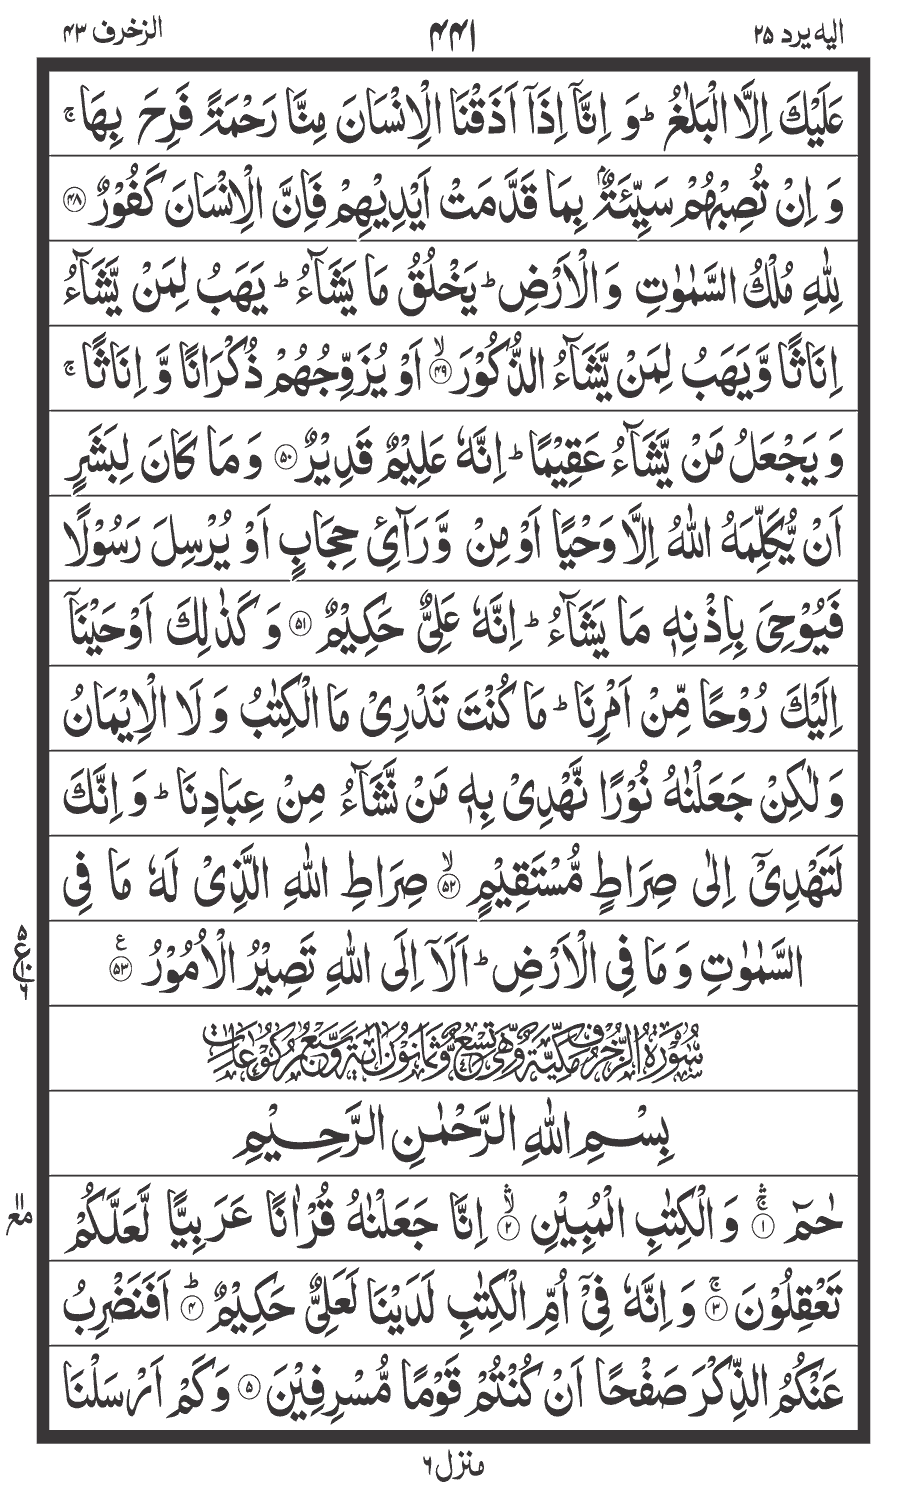 الیه یرد ۲۵
۴۴۱
الزخرف ۴۳
عَلَيۡكَ اِلَّا الۡبَلٰغُ‌ ؕ وَ اِنَّاۤ اِذَاۤ اَذَقۡنَا الۡاِنۡسَانَ مِنَّا رَحۡمَةً فَرِحَ بِهَا‌ ۚ
وَ اِنۡ تُصِبۡهُمۡ سَيِّئَةٌ ۢ بِمَا قَدَّمَتۡ اَيۡدِيۡهِمۡ فَاِنَّ الۡاِنۡسَانَ كَفُوۡرٌ‏ ﴿۴۸﴾
لِلّٰهِ مُلۡكُ السَّمٰوٰتِ وَ الۡاَرۡضِ‌ ؕ يَخۡلُقُ مَا يَشَآءُ‌ ؕ يَهَبُ لِمَنۡ يَّشَآءُ
اِنَاثًا وَّيَهَبُ لِمَنۡ يَّشَآءُ الذُّكُوۡرَ ۙ‏ ﴿۴۹﴾ اَوۡ يُزَوِّجُهُمۡ ذُكۡرَانًا وَّ اِنَاثًا‌ ۚ
وَ يَجۡعَلُ مَنۡ يَّشَآءُ عَقِيۡمًا‌ ؕ اِنَّهٗ عَلِيۡمٌ قَدِيۡرٌ‏ ﴿۵۰﴾ وَ مَا كَانَ لِبَشَرٍ
اَنۡ يُّكَلِّمَهُ اللّٰهُ اِلَّا وَحۡيًا اَوۡ مِنۡ وَّرَآئِ حِجَابٍ اَوۡ يُرۡسِلَ رَسُوۡلًا
فَيُوۡحِىَ بِاِذۡنِهٖ مَا يَشَآءُ‌ ؕ اِنَّهٗ عَلِىٌّ حَكِيۡمٌ‏ ﴿۵۱﴾ وَ كَذٰلِكَ اَوۡحَيۡنَاۤ
اِلَيۡكَ رُوۡحًا مِّنۡ اَمۡرِنَا‌ ؕ مَا كُنۡتَ تَدۡرِىۡ مَا الۡكِتٰبُ وَ لَا الۡاِيۡمَانُ
وَ لٰكِنۡ جَعَلۡنٰهُ نُوۡرًا نَّهۡدِىۡ بِهٖ مَنۡ نَّشَآءُ مِنۡ عِبَادِنَا‌ ؕ وَ اِنَّكَ
لَتَهۡدِىۡۤ اِلٰى صِرَاطٍ مُّسۡتَقِيۡمٍۙ‏ ﴿۵۲﴾ صِرَاطِ اللّٰهِ الَّذِىۡ لَهٗ مَا فِى
السَّمٰوٰتِ وَ مَا فِى الۡاَرۡضِ‌ ؕ اَلَاۤ اِلَى اللّٰهِ تَصِيۡرُ الۡاُمُوۡرُ‏ ﴿۵۳﴾ ع
۵ ع ۶
سُوۡرَةُ الزُّخۡرُفِ مَكِّيَّةٌ وَّهِىَ تِسۡعٌ وَّثَمَانُوۡنَ اٰيَةً وَّسَبۡعُ رُكُوۡعَاتٍ
بِسۡمِ اللّٰهِ الرَّحۡمٰنِ الرَّحِيۡمِ
حٰمٓ ۛۚ‏ ﴿۱﴾ وَ الۡكِتٰبِ الۡمُبِيۡنِ ۛۙ‏ ﴿۲﴾ اِنَّا جَعَلۡنٰهُ قُرۡاٰنًا عَرَبِيًّا لَّعَلَّكُمۡ
تَعۡقِلُوۡنَ‌ۚ‏ ﴿۳﴾ وَ اِنَّهٗ فِىۡۤ اُمِّ الۡكِتٰبِ لَدَيۡنَا لَعَلِىٌّ حَكِيۡمٌؕ‏ ﴿۴﴾ اَفَنَضۡرِبُ
عَنۡكُمُ الذِّكۡرَ صَفۡحًا اَنۡ كُنۡتُمۡ قَوۡمًا مُّسۡرِفِيۡنَ‏ ﴿۵﴾ وَ كَمۡ اَرۡسَلۡنَا
منزل ۶